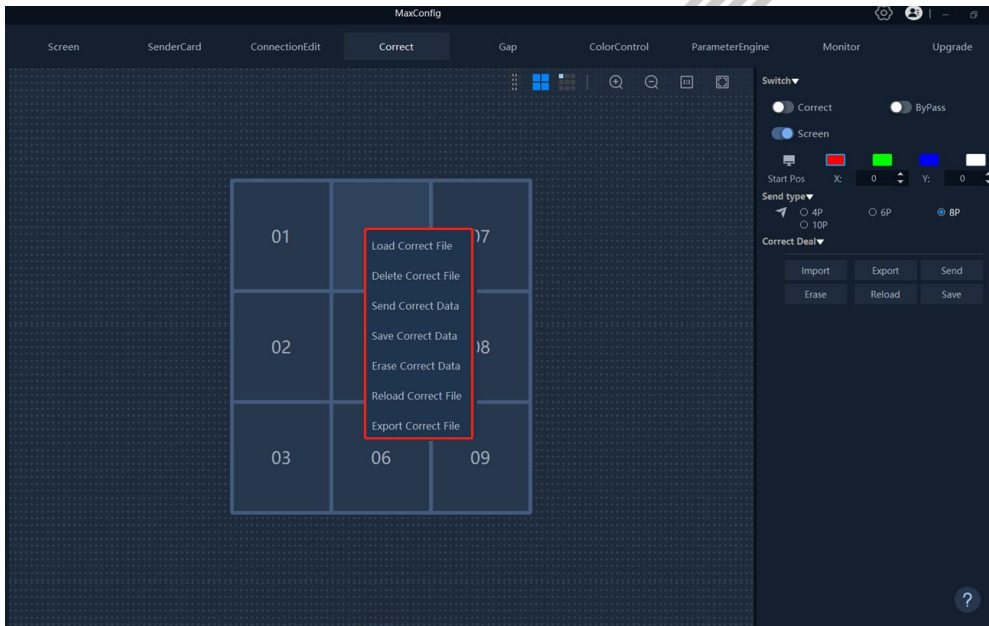 MaxConfig
Screen SenderCard ConnectionEdit Correct Gap ColorControl ParameterEngine Monitor Upgrade
1:1
Switch▼
Correct ByPass
Screen
Start Pos X: 0 Y: 0
Send type▼
4P 6P 8P
10P
Correct Deal▼
Import Export Send
Erase Reload Save
01 07
Load Correct File
Delete Correct File
Send Correct Data
02 08
Save Correct Data
Erase Correct Data
Reload Correct File
Export Correct File
03 06 09
?